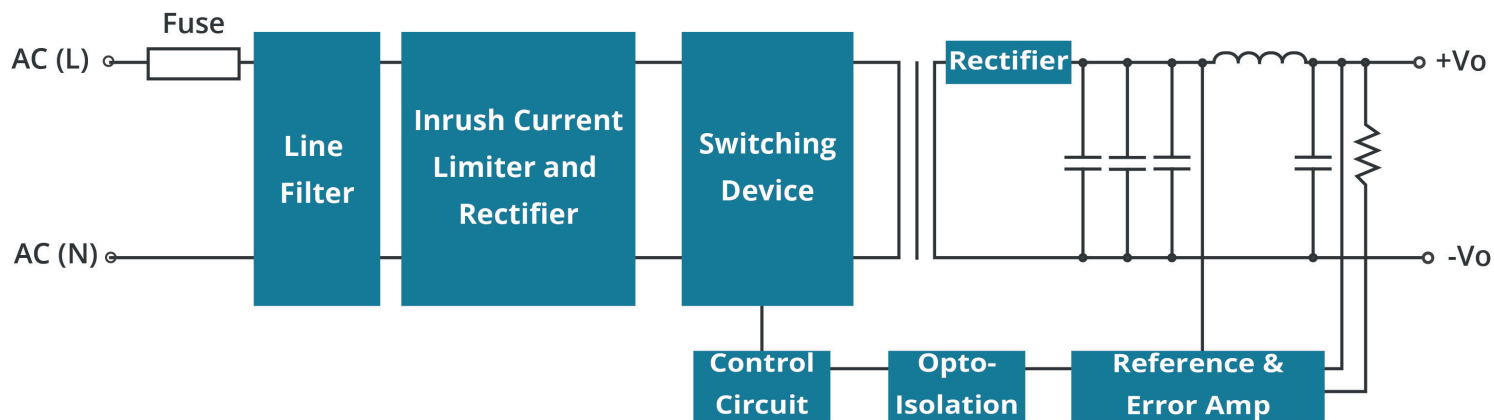 Fuse
AC (L)
AC (N)
Line
Filter
Inrush Current
Limiter and
Rectifier
Switching
Device
Rectifier
+Vo
-Vo
Control
Circuit
Opto-
Isolation
Reference &
Error Amp